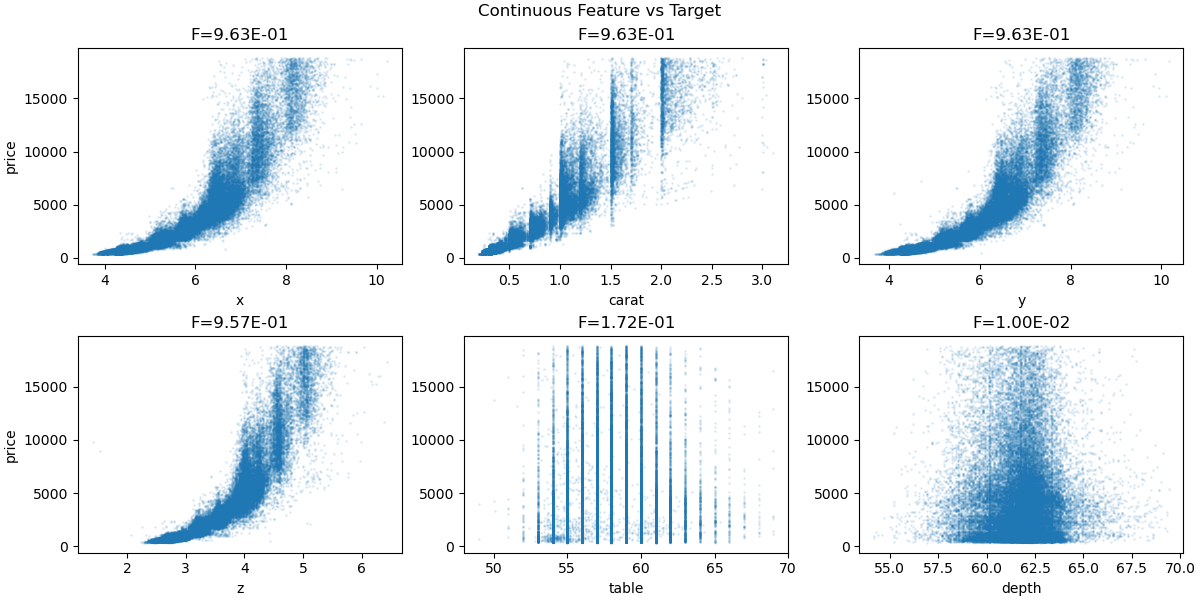 Continuous Feature vs Target
F=9.63E-01 F=9.63E-01 F=9.63E-01
15000 15000 15000
10000 10000 10000
price
5000 5000 5000
0 0 0
4 6 8 10 0.5 1.0 1.5 2.0 2.5 3.0 4 6 8 10
x carat y
F=9.57E-01 F=1.72E-01 F=1.00E-02
15000 15000 15000
10000 10000 10000
price
5000 5000 5000
0 0 0
2 3 4 5 6 50 55 60 65 70 55.0 57.5 60.0 62.5 65.0 67.5 70.0
z table depth